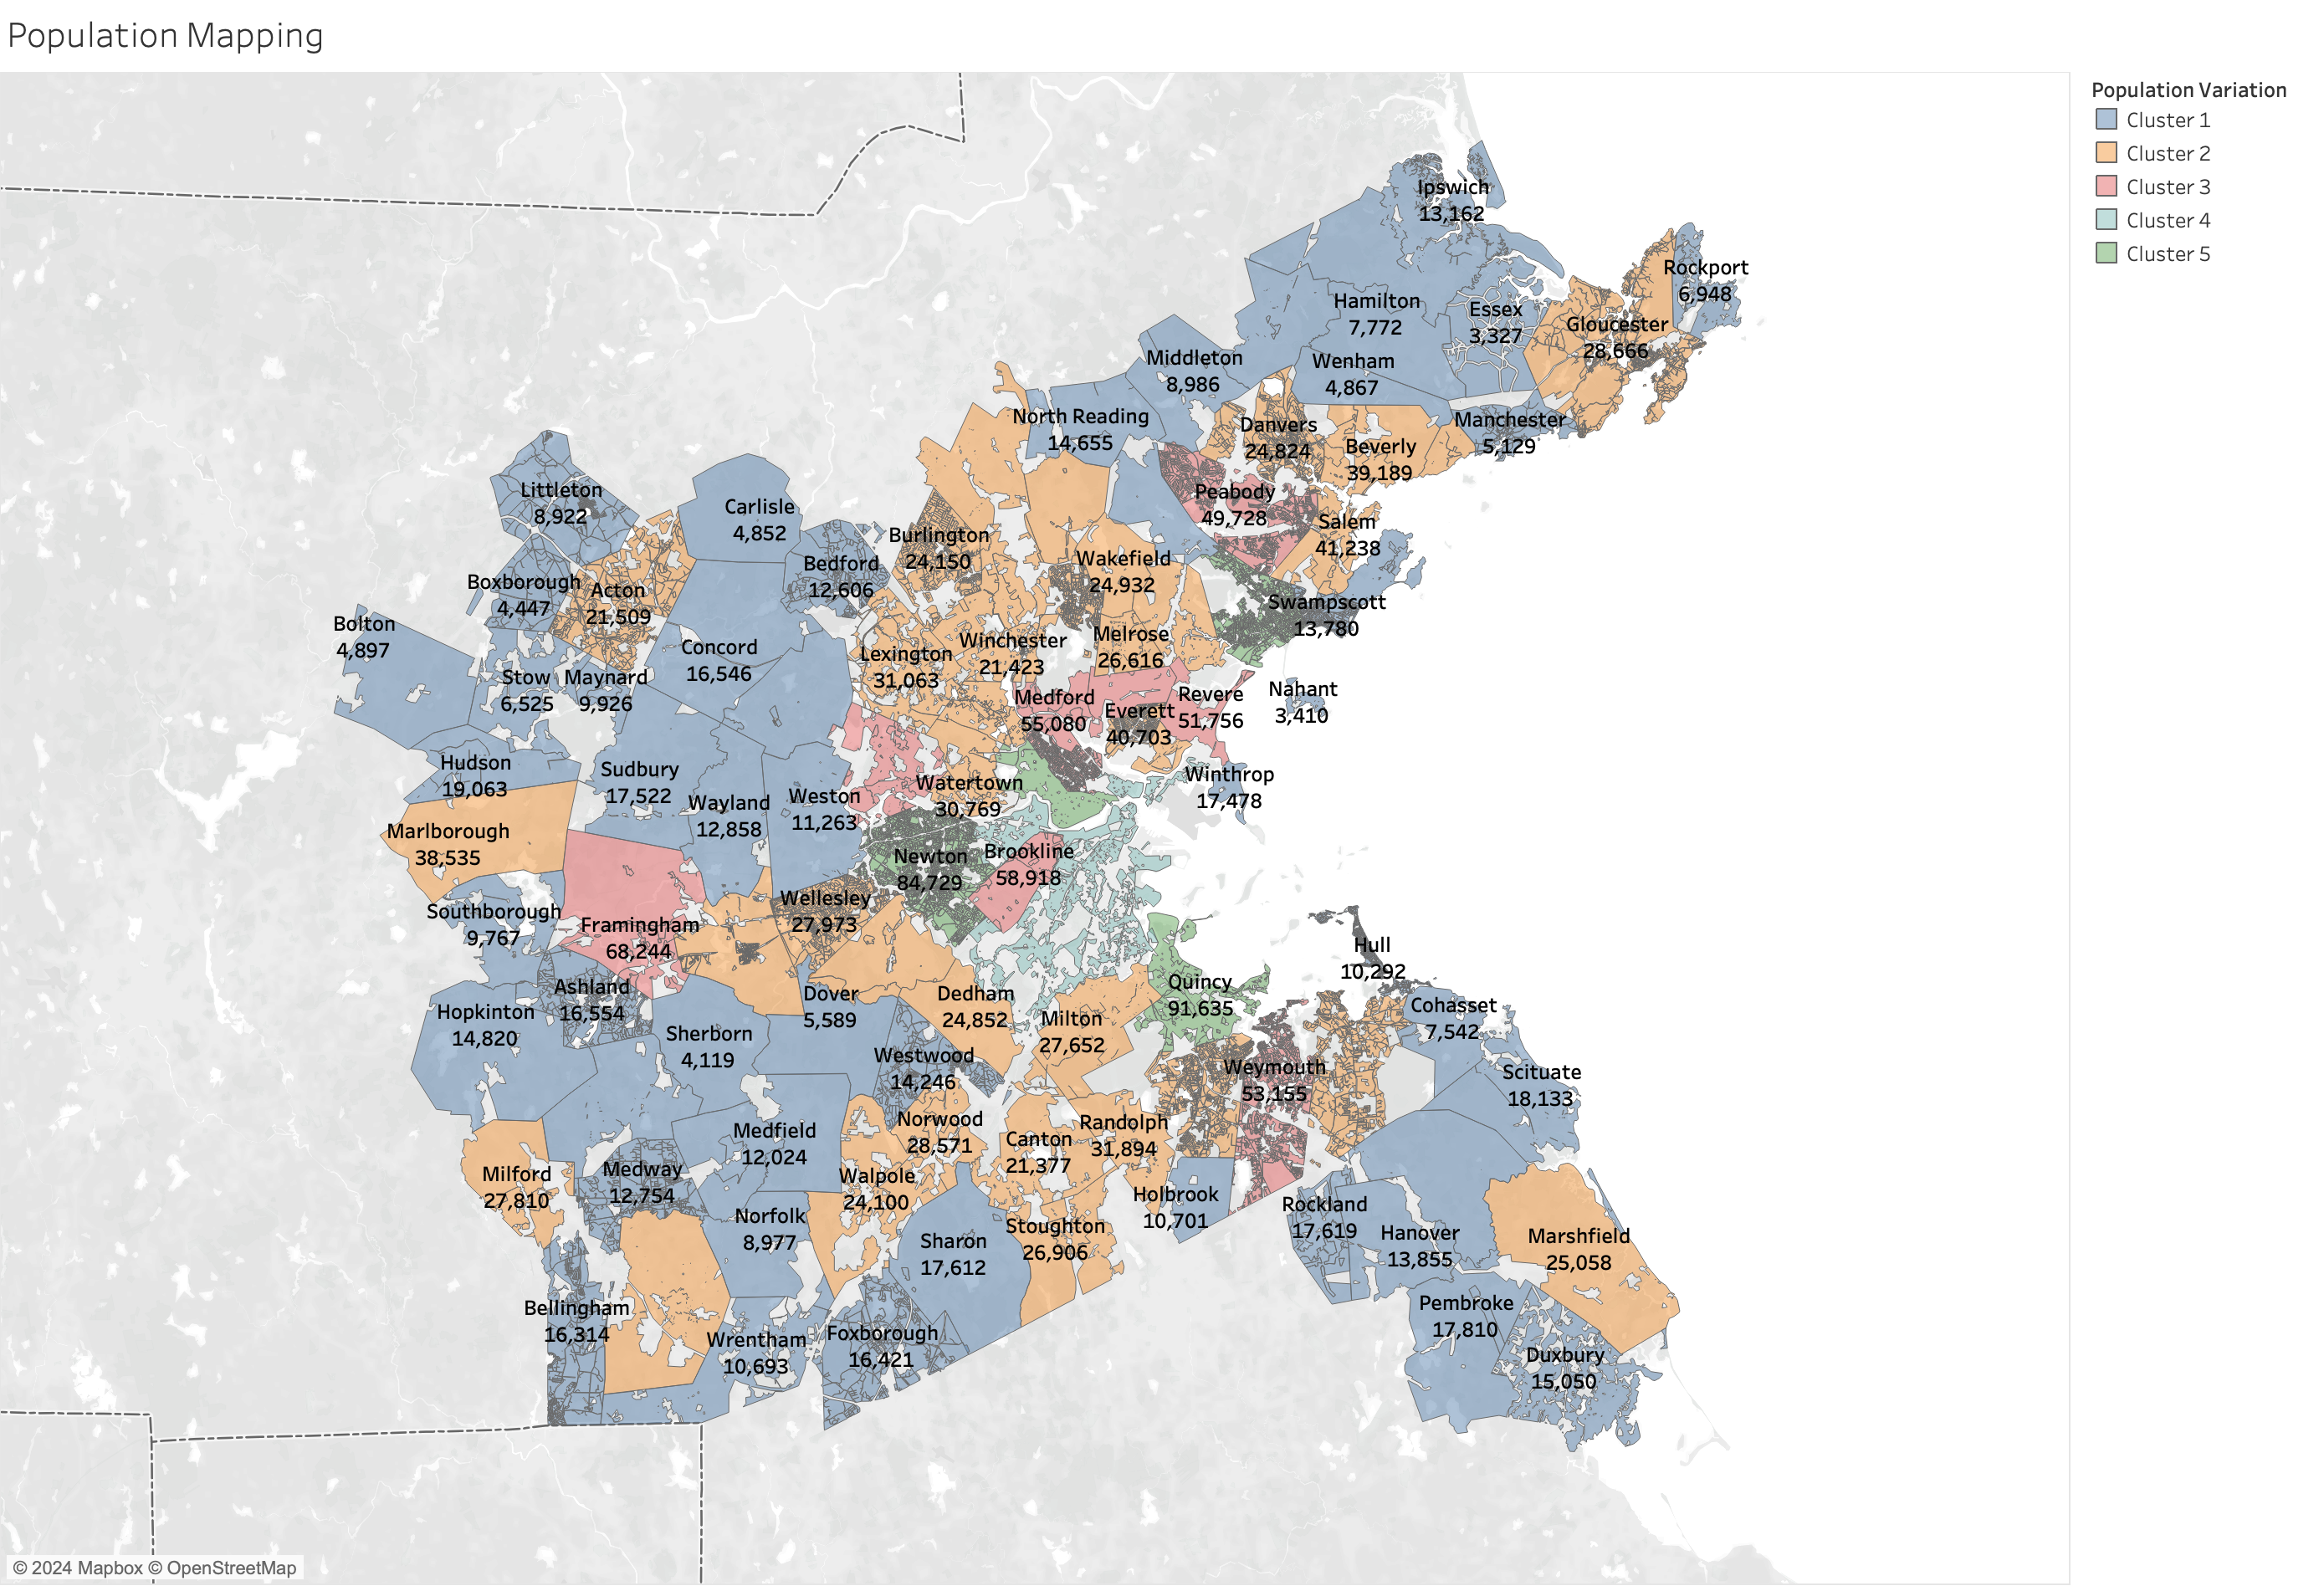 Population Mapping
Population Variation
Cluster 1
Cluster 2
Cluster 3
Cluster 4
Cluster 5
Ipswich
13,162
Rockport
6,948
Hamilton
7,772
Essex
3,327
Gloucester
28,666
Middleton
8,986
Wenham
4,867
North Reading
14,655
Danvers
24,824
Manchester
5,129
Beverly
39,189
Littleton
8,922
Carlisle
4,852
Peabody
49,728
Salem
41,238
Burlington
24,150
Bedford
12,606
Wakefield
24,932
Boxborough
4,447
Acton
21,509
Swampscott
13,780
Bolton
4,897
Concord
16,546
Winchester
21,423
Melrose
26,616
Lexington
31,063
Stow
6,525
Maynard
9,926
Medford
55,080
Revere
51,756
Nahant
3,410
Everett
40,703
Hudson
19,063
Sudbury
17,522
Watertown
30,769
Winthrop
17,478
Wayland
12,858
Weston
11,263
Marlborough
38,535
Newton
84,729
Brookline
58,918
Wellesley
27,973
Southborough
9,767
Framingham
68,244
Hull
10,292
Quincy
91,635
Ashland
16,554
Dover
5,589
Dedham
24,852
Cohasset
7,542
Hopkinton
14,820
Milton
27,652
Sherborn
4,119
Westwood
14,246
Weymouth
53,155
Scituate
18,133
Norwood
28,571
Medfield
12,024
Canton
21,377
Randolph
31,894
Milford
27,810
Medway
12,754
Walpole
24,100
Holbrook
10,701
Rockland
17,619
Norfolk
8,977
Sharon
17,612
Stoughton
26,906
Hanover
13,855
Marshfield
25,058
Bellingham
16,314
Wrentham
10,693
Foxborough
16,421
Pembroke
17,810
Duxbury
15,050
© 2024 Mapbox © OpenStreetMap